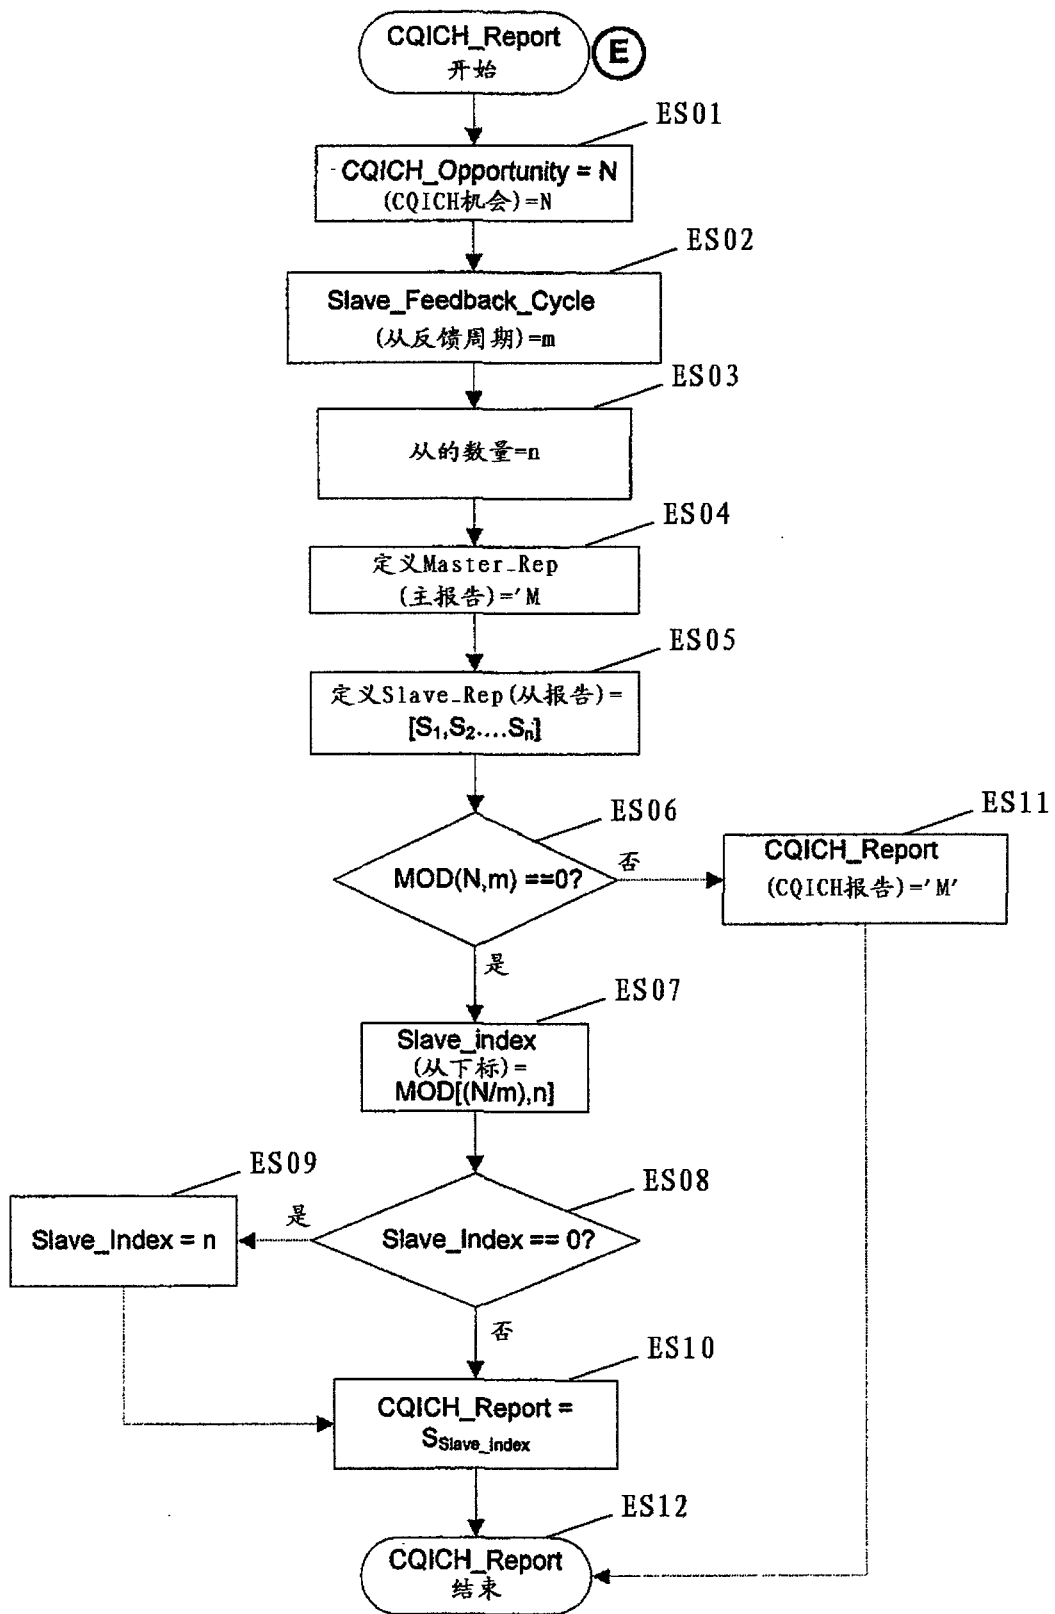 CQICH_Report
开始
E
ES01
CQICH_Opportunity = N
(CQICH机会)=N
ES02
Slave_Feedback_Cycle
(从反馈周期)=m
ES03
从的数量=n
ES04
定义Master_Rep
(主报告)='M
ES05
定义Slave_Rep(从报告)=
[S₁,S₂....Sₙ]
ES06
MOD(N,m) ==0?
否
ES11
CQICH_Report
(CQICH报告)='M'
是
ES07
Slave_index
(从下标)=
MOD[(N/m),n]
ES09
Slave_Index = n
是
ES08
Slave_Index == 0?
否
ES10
CQICH_Report =
S_Slave_Index
ES12
CQICH_Report
结束